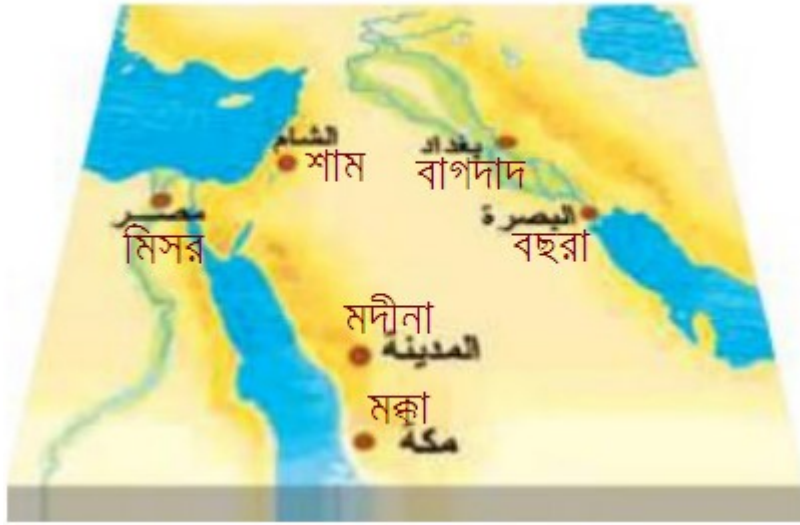 الشام
শাম
بغداد
বাগদাদ
مصر
মিসর
البصرة
বছরা
মদীনা
المدينة
মক্কা
مكة